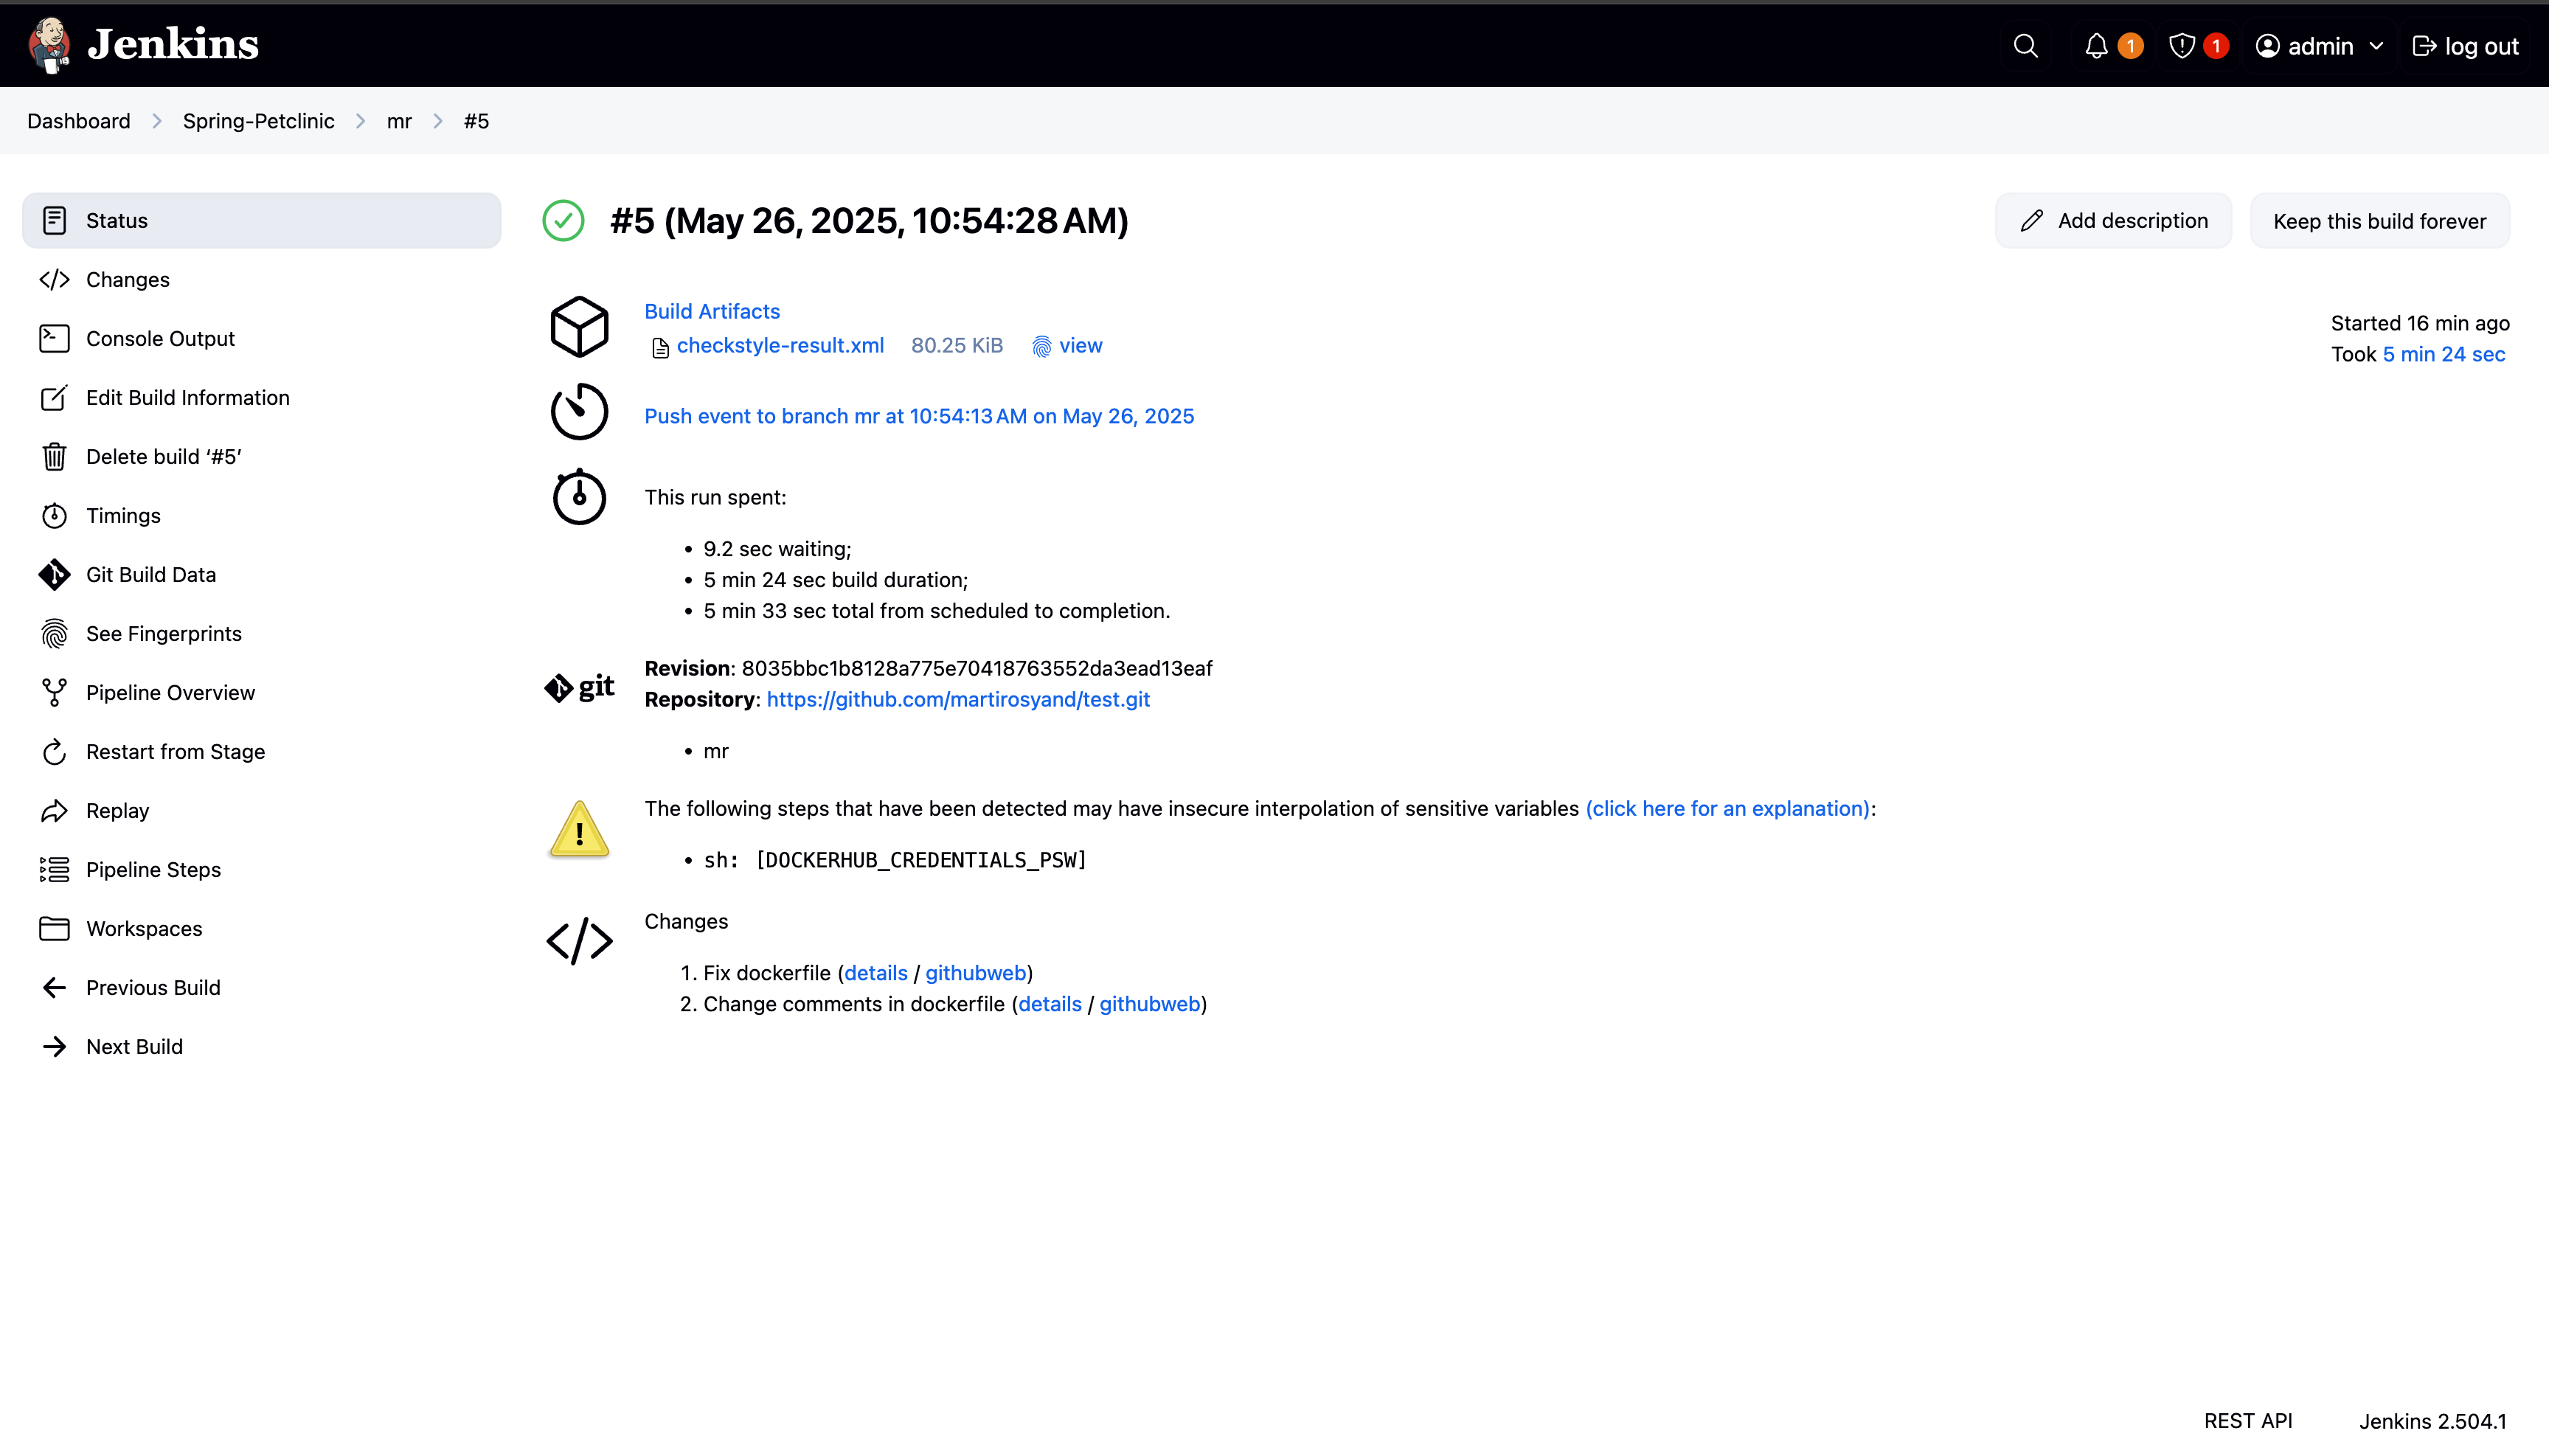 Jenkins
1
1
admin
log out
Dashboard
Spring-Petclinic
mr
#5
Status
Changes
Console Output
Edit Build Information
Delete build ‘#5’
Timings
Git Build Data
See Fingerprints
Pipeline Overview
Restart from Stage
Replay
Pipeline Steps
Workspaces
Previous Build
Next Build
#5 (May 26, 2025, 10:54:28 AM)
Add description
Keep this build forever
Build Artifacts
checkstyle-result.xml 80.25 KiB view
Started 16 min ago
Took 5 min 24 sec
Push event to branch mr at 10:54:13 AM on May 26, 2025
This run spent:
• 9.2 sec waiting;
• 5 min 24 sec build duration;
• 5 min 33 sec total from scheduled to completion.
git
Revision: 8035bbc1b8128a775e70418763552da3ead13eaf
Repository: https://github.com/martirosyand/test.git
• mr
The following steps that have been detected may have insecure interpolation of sensitive variables (click here for an explanation):
• sh: [DOCKERHUB_CREDENTIALS_PSW]
Changes
1. Fix dockerfile (details / githubweb)
2. Change comments in dockerfile (details / githubweb)
REST API
Jenkins 2.504.1